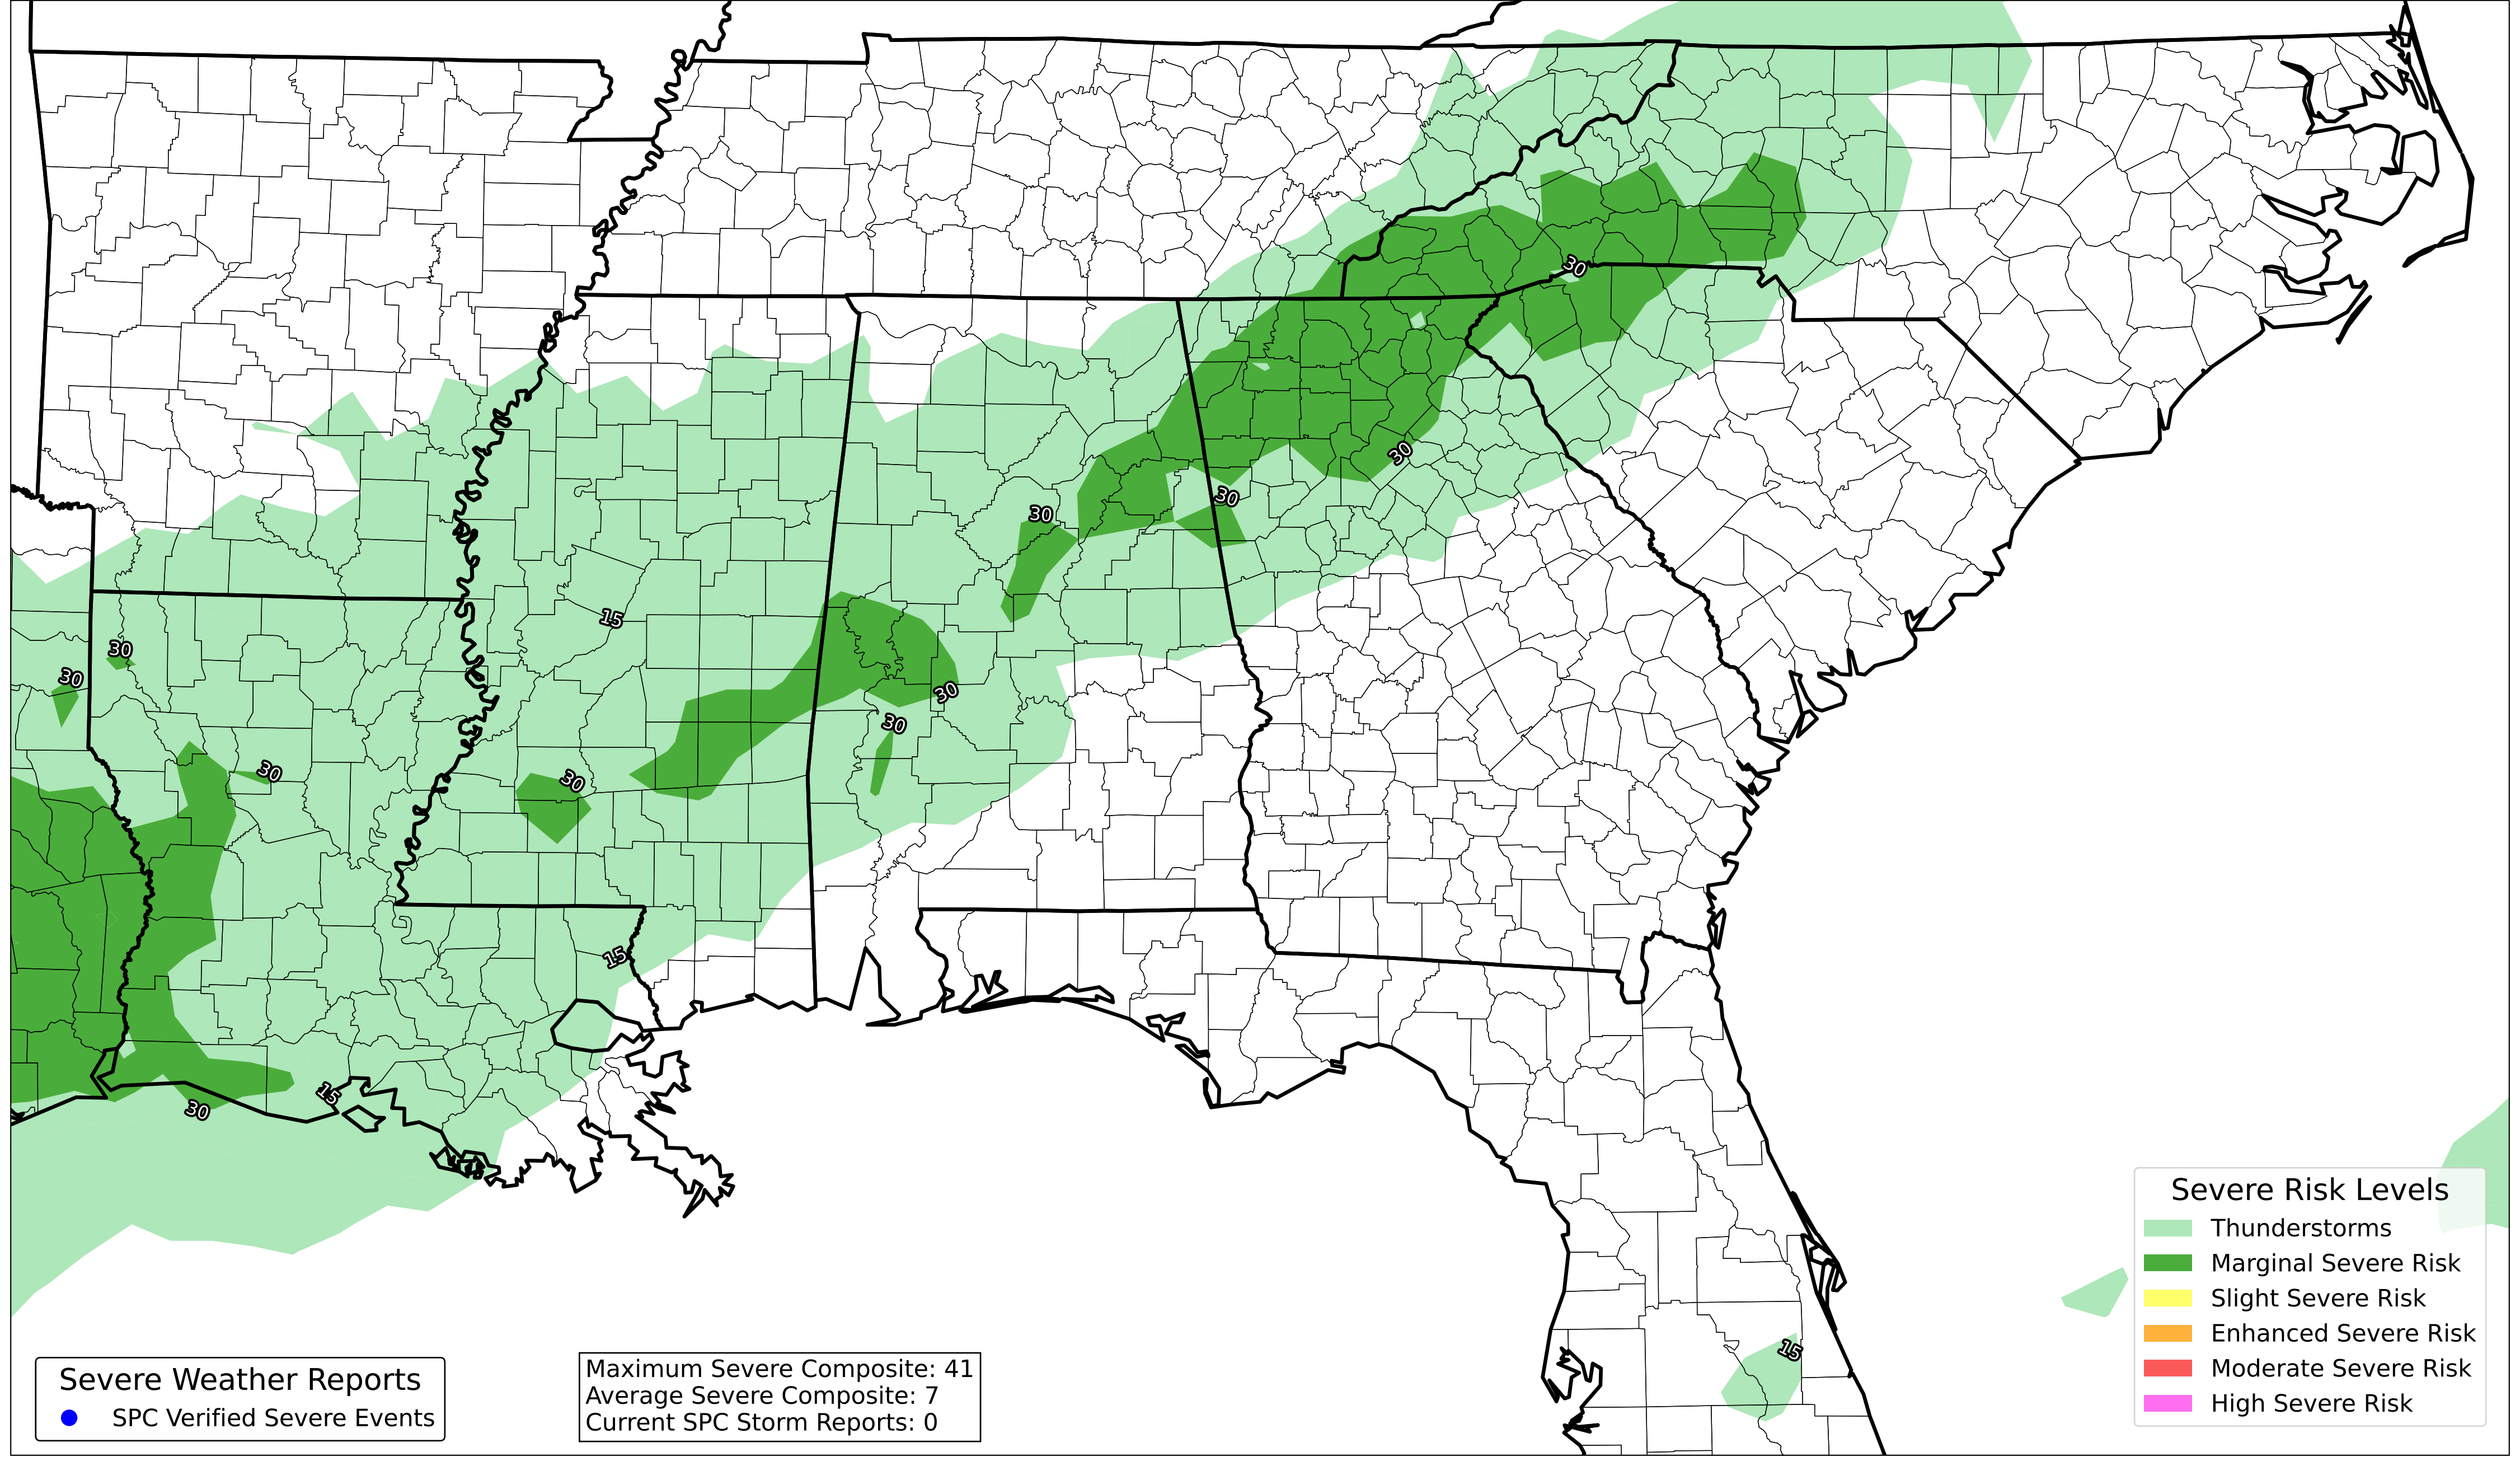 30
30
30
15
30
30
30
30
30
30
30
15
15
30
Severe Risk Levels
Thunderstorms
Marginal Severe Risk
Slight Severe Risk
Enhanced Severe Risk
Moderate Severe Risk
High Severe Risk
15
Severe Weather Reports
SPC Verified Severe Events
Maximum Severe Composite: 41
Average Severe Composite: 7
Current SPC Storm Reports: 0